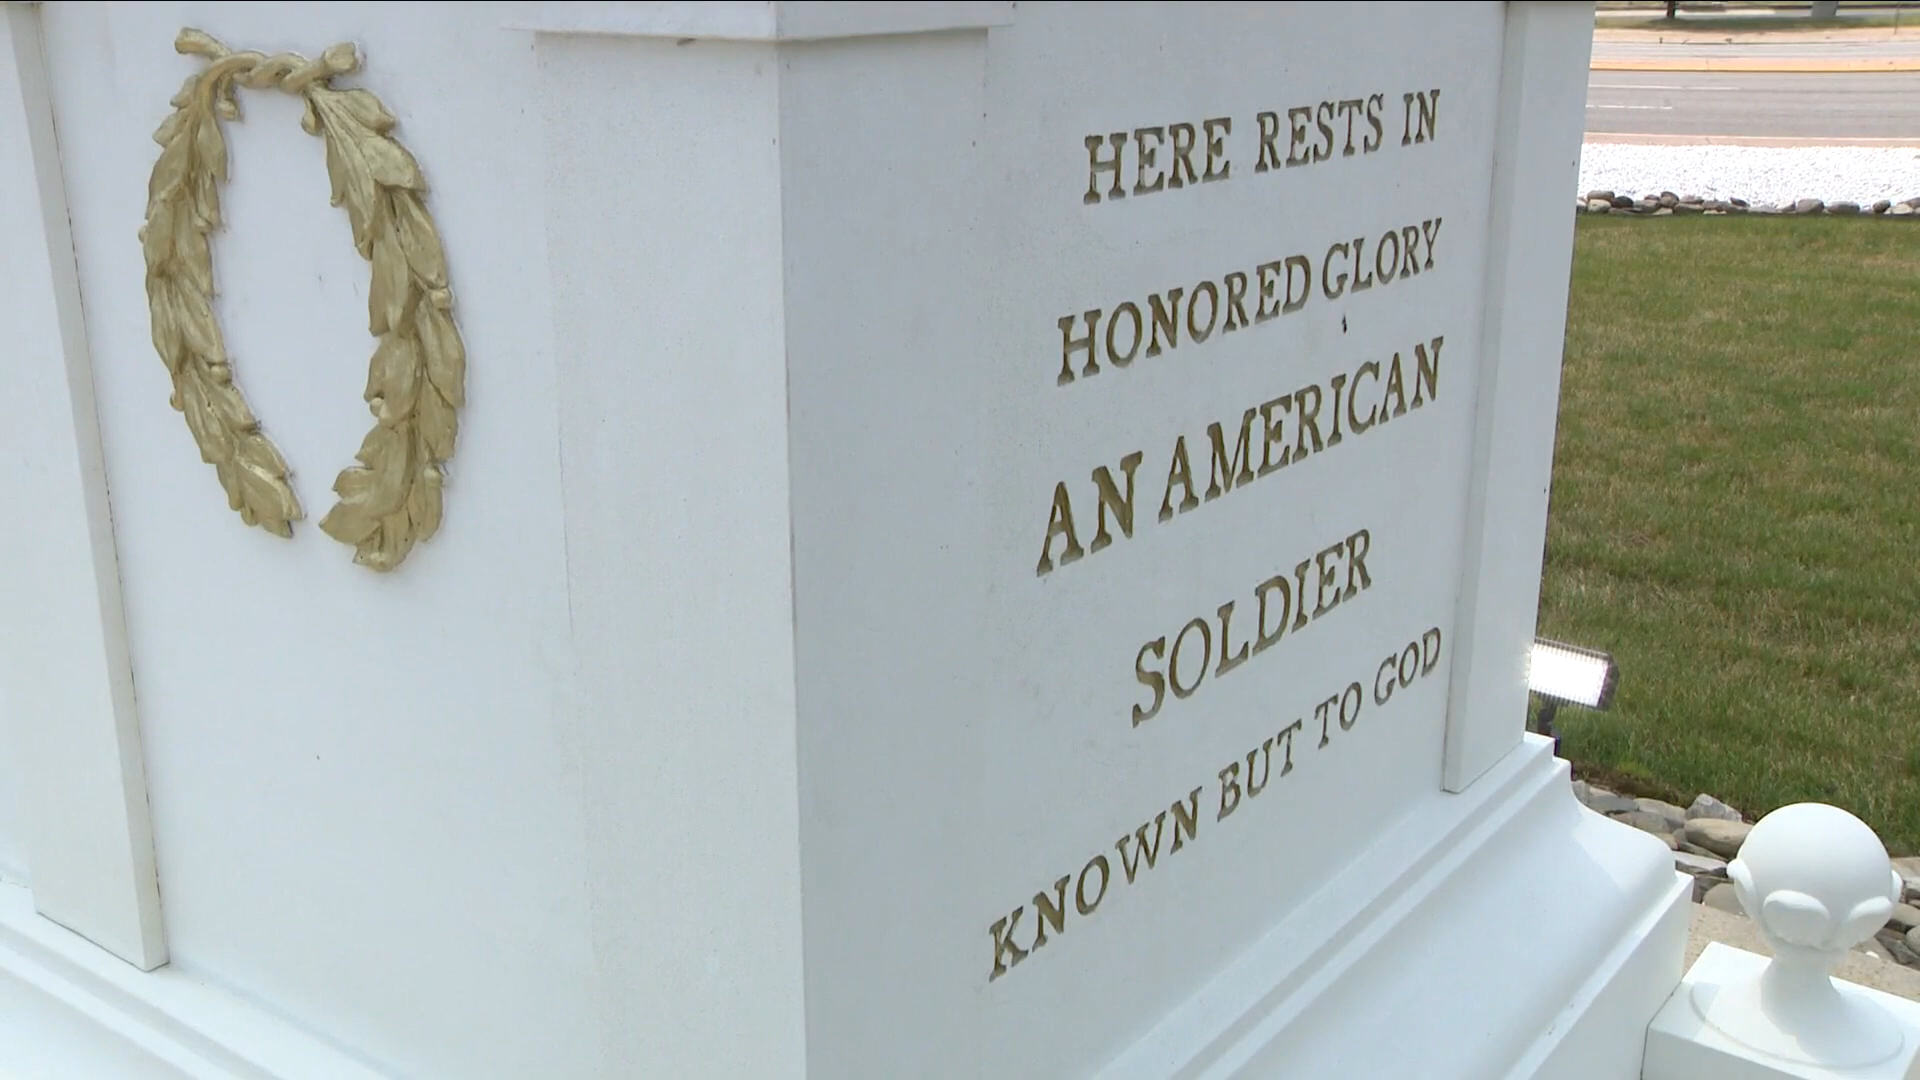 HERE RESTS IN
HONORED GLORY
AN AMERICAN
SOLDIER
KNOWN BUT TO GOD